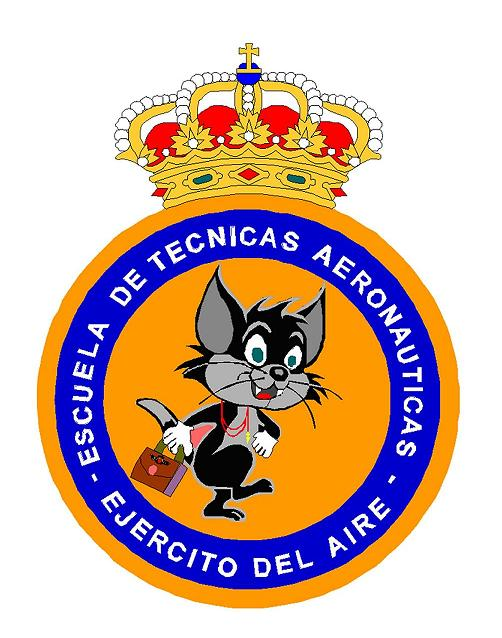 ESCUELA DE TECNICAS AERONAUTICAS
- EJERCITO DEL AIRE -